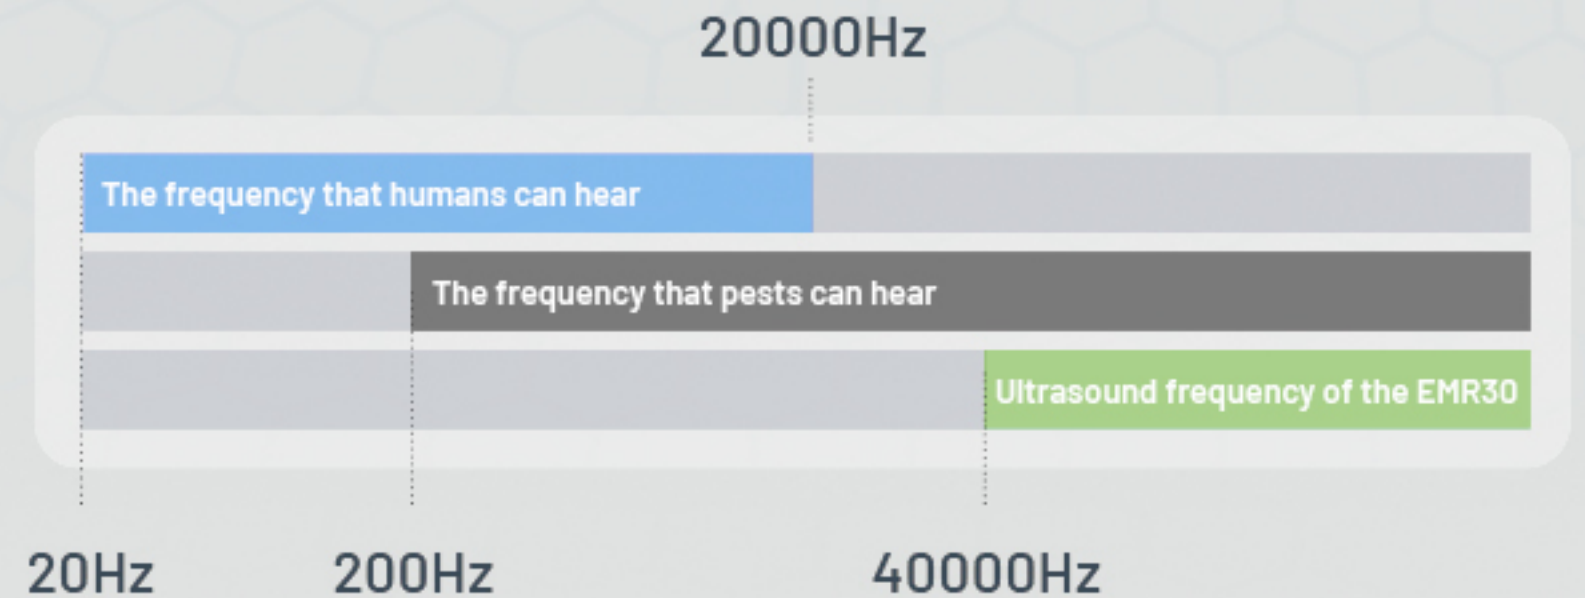 20000Hz
The frequency that humans can hear
The frequency that pests can hear
Ultrasound frequency of the EMR30
20Hz 200Hz 40000Hz